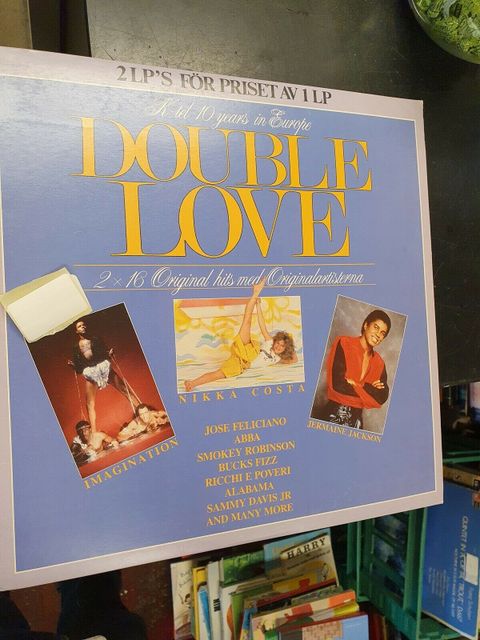 2 LP'S FÖR PRISET AV 1 LP
K-tel 10 years in Europe
DOUBLE
LOVE
2 × 16 Original hits med Originalartisterna
IMAGINATION
NIKKA COSTA
JERMAINE JACKSON
JOSE FELICIANO
ABBA
SMOKEY ROBINSON
BUCKS FIZZ
RICCHI E POVERI
ALABAMA
SAMMY DAVIS JR
AND MANY MORE
HARRY